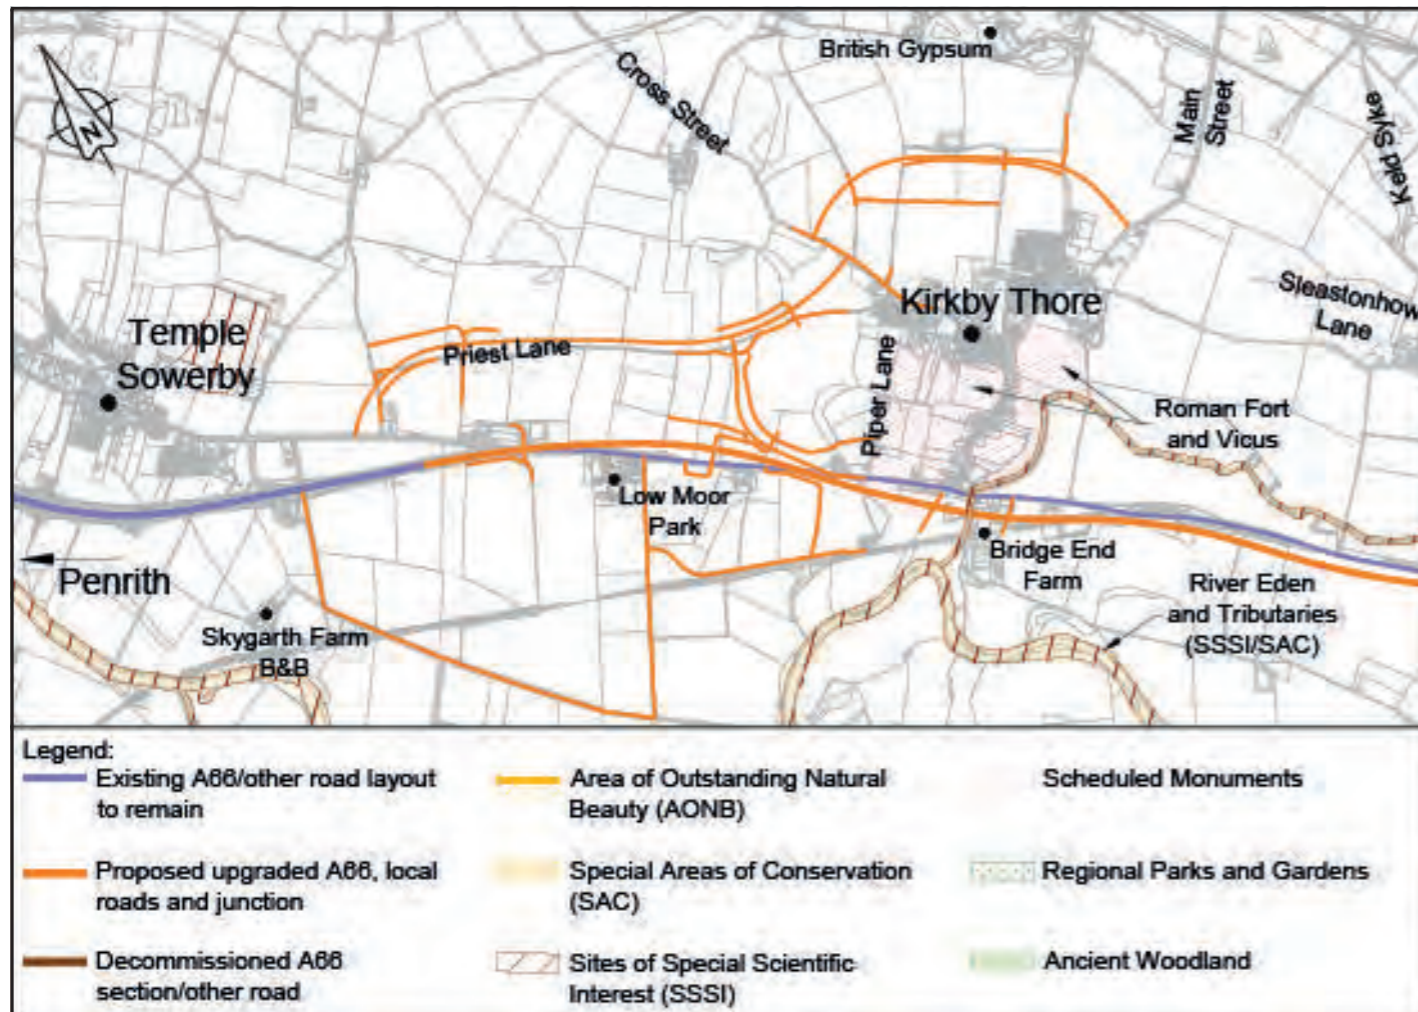 British Gypsum
Cross Street
Main
Street
Keld Syke
N
Kirkby Thore
Sleastonhow
Lane
Temple
Sowerby
Priest Lane
Piper Lane
Roman Fort
and Vicus
Low Moor
Park
Bridge End
Farm
Penrith
River Eden
and Tributaries
(SSSI/SAC)
Skygarth Farm
B&B
Legend:
Existing A66/other road layout
to remain
Proposed upgraded A66, local
roads and junction
Decommissioned A66
section/other road
Area of Outstanding Natural
Beauty (AONB)
Special Areas of Conservation
(SAC)
Sites of Special Scientific
Interest (SSSI)
Scheduled Monuments
Regional Parks and Gardens
Ancient Woodland